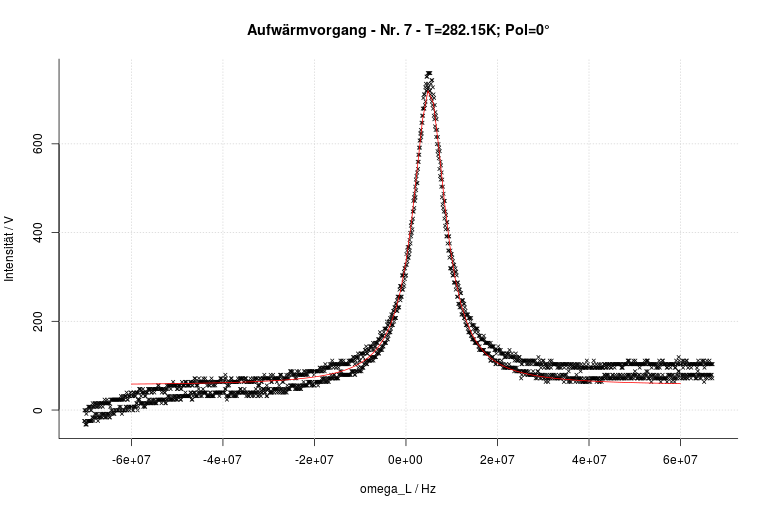 Aufwärmvorgang - Nr. 7 - T=282.15K; Pol=0°
Intensität / V
600
400
200
0
-6e+07 -4e+07 -2e+07 0e+00 2e+07 4e+07 6e+07
omega_L / Hz